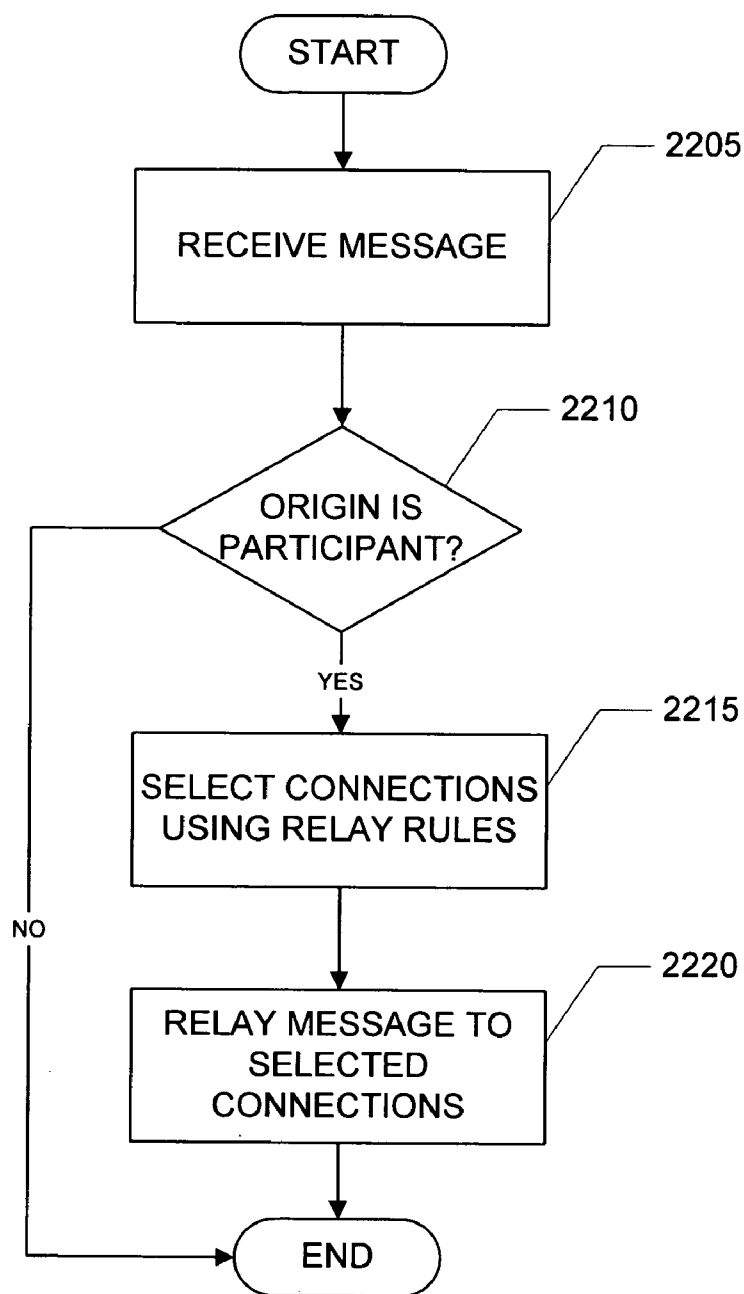 START
2205
RECEIVE MESSAGE
2210
ORIGIN IS
PARTICIPANT?
YES
2215
SELECT CONNECTIONS
USING RELAY RULES
NO
2220
RELAY MESSAGE TO
SELECTED
CONNECTIONS
END